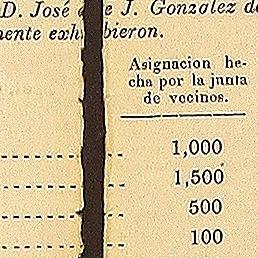 D. José de J. Gonzalez
mente exhibieron.
Asignacion he-
cha por la junta
de vecinos.
1,000
1,500
500
100